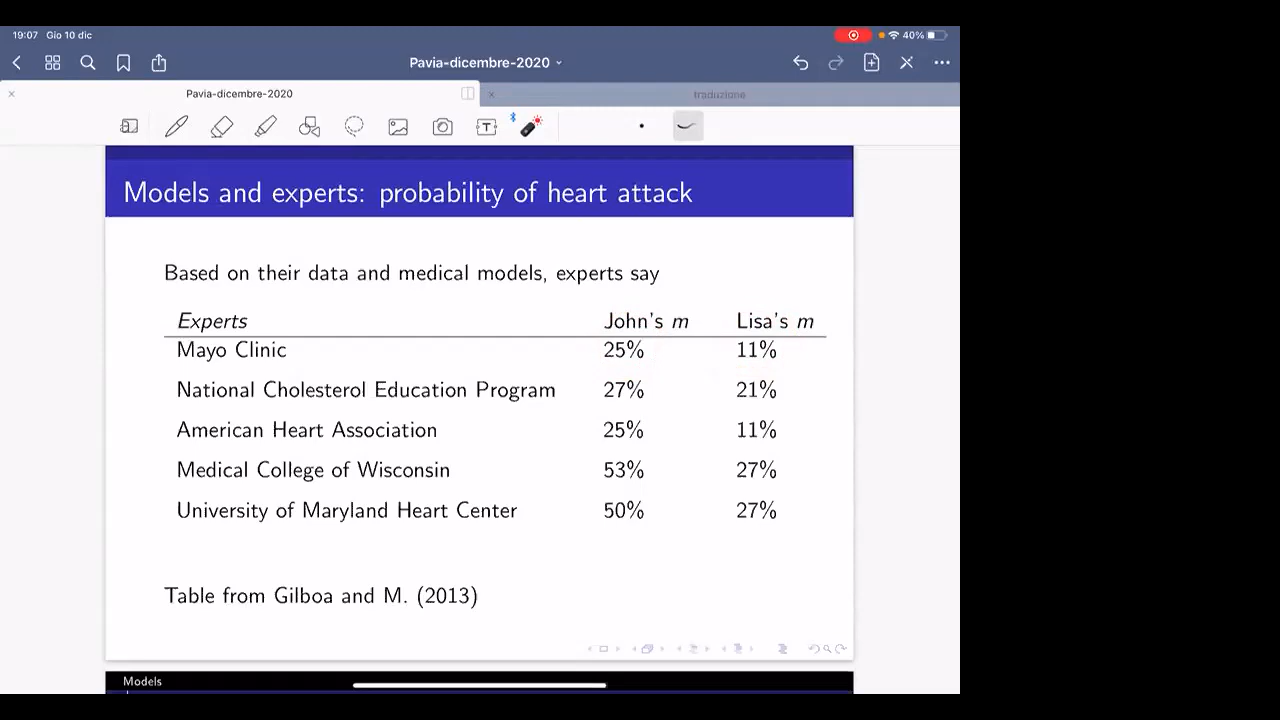 19:07 Gio 10 dic 40%
Pavia-dicembre-2020
Pavia-dicembre-2020 traduzione
T
Models and experts: probability of heart attack
Based on their data and medical models, experts say
Experts John's m Lisa's m
Mayo Clinic 25% 11%
National Cholesterol Education Program 27% 21%
American Heart Association 25% 11%
Medical College of Wisconsin 53% 27%
University of Maryland Heart Center 50% 27%
Table from Gilboa and M. (2013)
Models